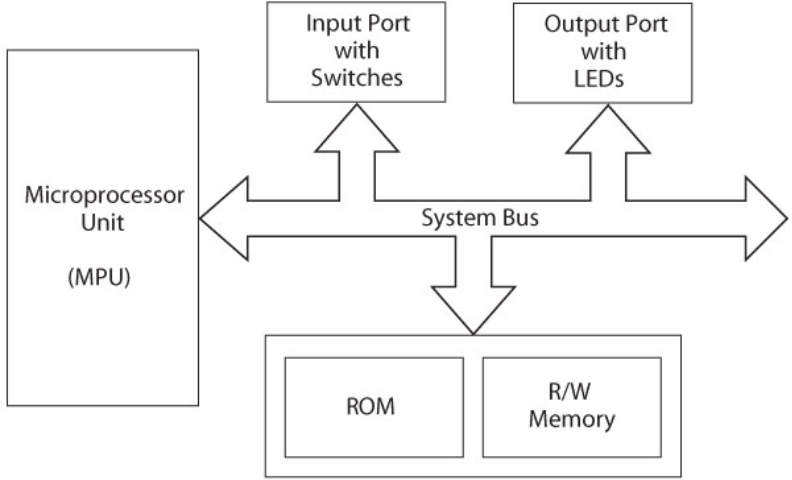 Input Port
with
Switches
Output Port
with
LEDs
Microprocessor
Unit
(MPU)
System Bus
ROM
R/W
Memory